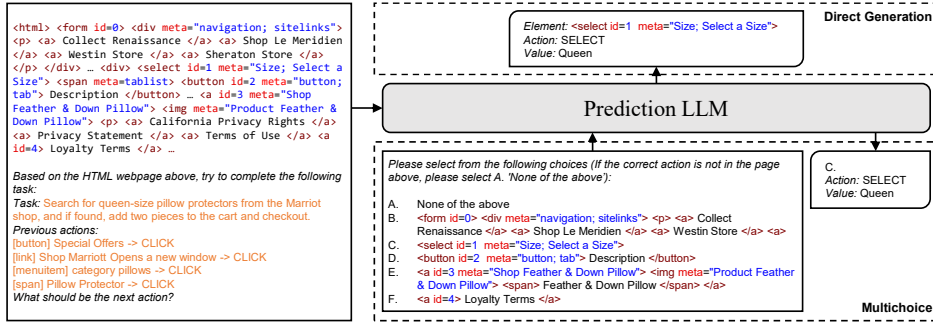 <html> <form id=0> <div meta="navigation; sitelinks">
<p> <a> Collect Renaissance </a> <a> Shop Le Meridien
</a> <a> Westin Store </a> <a> Sheraton Store </a>
</p> </div> … <div> <select id=1 meta="Size; Select a
Size"> <span meta=tablist> <button id=2 meta="button;
tab"> Description </button> … <a id=3 meta="Shop
Feather & Down Pillow"> <img meta="Product Feather &
Down Pillow"> <p> <a> California Privacy Rights </a>
<a> Privacy Statement </a> <a> Terms of Use </a> <a
id=4> Loyalty Terms </a> …
Based on the HTML webpage above, try to complete the following
task:
Task: Search for queen-size pillow protectors from the Marriot
shop, and if found, add two pieces to the cart and checkout.
Previous actions:
[button] Special Offers -> CLICK
[link] Shop Marriott Opens a new window -> CLICK
[menuitem] category pillows -> CLICK
[span] Pillow Protector -> CLICK
What should be the next action?
Direct Generation
Element: <select id=1 meta="Size; Select a Size">
Action: SELECT
Value: Queen
Prediction LLM
Please select from the following choices (If the correct action is not in the page
above, please select A. 'None of the above'):
A. None of the above
B. <form id=0> <div meta="navigation; sitelinks"> <p> <a> Collect
Renaissance </a> <a> Shop Le Meridien </a> <a> Westin Store </a> <a>
C. <select id=1 meta="Size; Select a Size">
D. <button id=2 meta="button; tab"> Description </button>
E. <a id=3 meta="Shop Feather & Down Pillow"> <img meta="Product Feather
& Down Pillow"> <span> Feather & Down Pillow </span> </a>
F. <a id=4> Loyalty Terms </a>
C.
Action: SELECT
Value: Queen
Multichoice